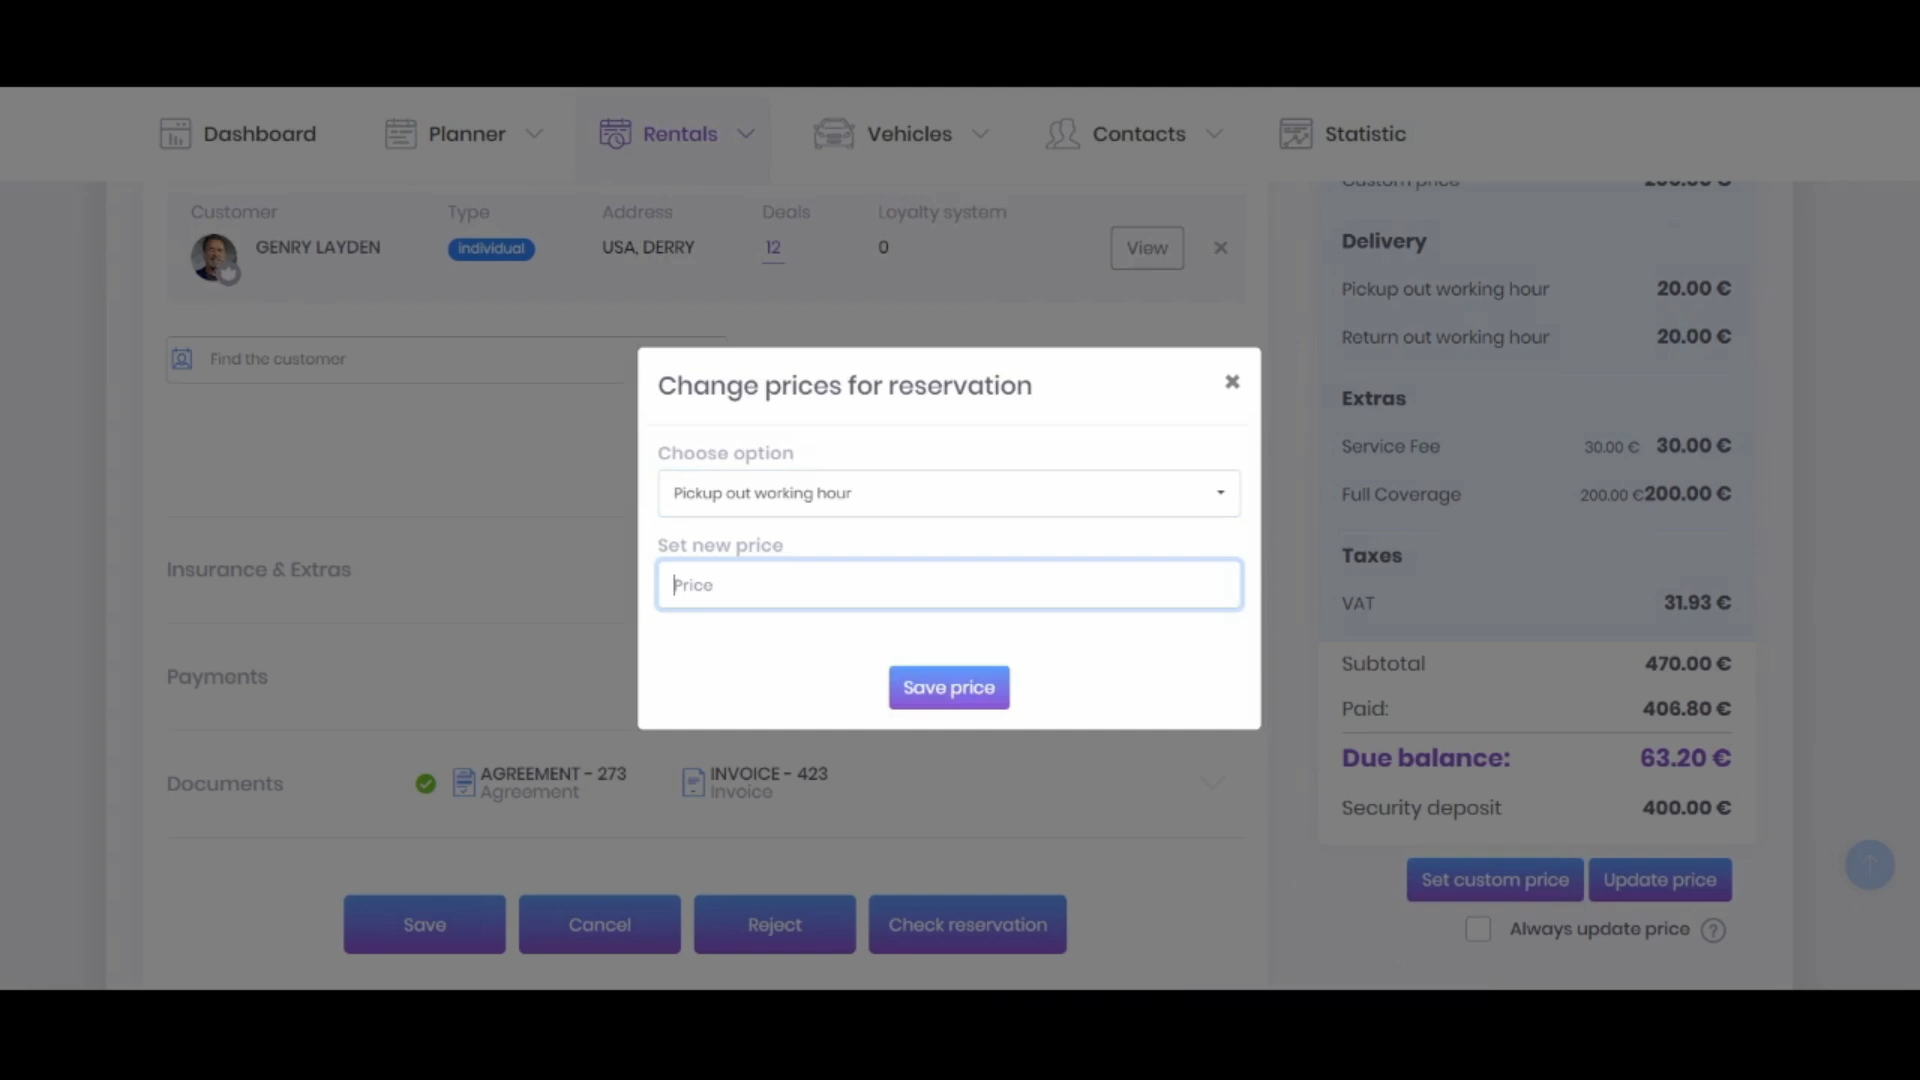 Dashboard
Planner
Rentals
Vehicles
Contacts
Statistic
Customer
Type
Address
Deals
Loyalty system
GENRY LAYDEN
individual
USA, DERRY
12
0
View
Find the customer
Insurance & Extras
Payments
Documents
AGREEMENT - 273
Agreement
INVOICE - 423
Invoice
Save
Cancel
Reject
Check reservation
Change prices for reservation
Choose option
Pickup out working hour
Set new price
Price
Save price
Custom price
Delivery
Pickup out working hour 20.00 €
Return out working hour 20.00 €
Extras
Service Fee 30.00 € 30.00 €
Full Coverage 200.00 € 200.00 €
Taxes
VAT 31.93 €
Subtotal 470.00 €
Paid: 406.80 €
Due balance: 63.20 €
Security deposit 400.00 €
Set custom price
Update price
Always update price ?